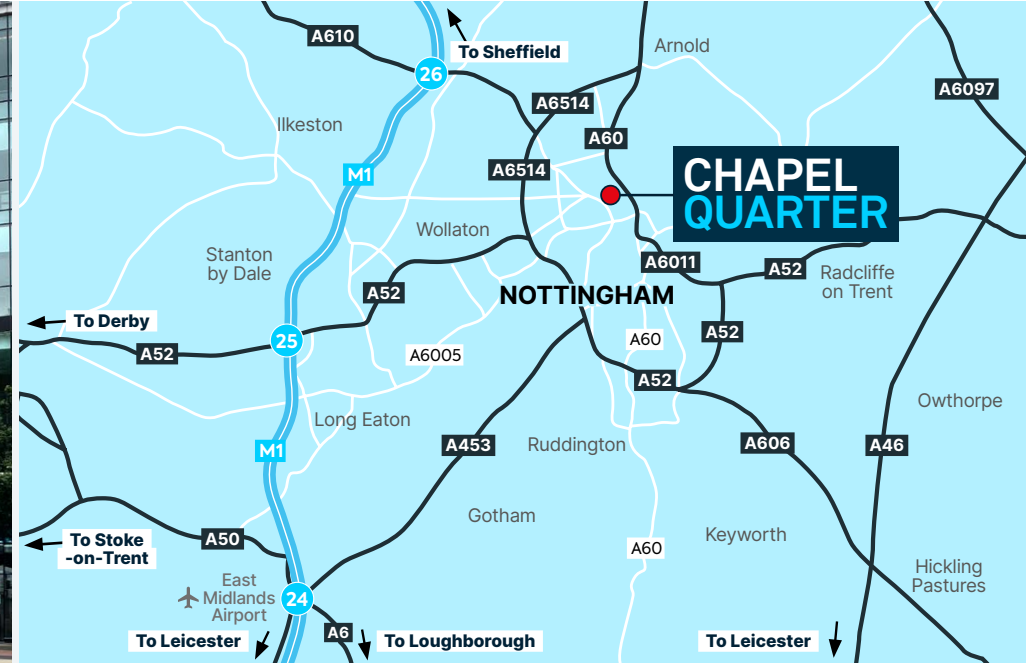 A610
To Sheffield
Arnold
26
A6097
A6514
Ilkeston
A60
A6514
M1
CHAPEL
QUARTER
Wollaton
Stanton
by Dale
A6011
A52
Radcliffe
on Trent
A52
NOTTINGHAM
To Derby
A52
A60
25
A52
A6005
A52
Owthorpe
Long Eaton
M1
A453
Ruddington
A606
A46
Gotham
A50
To Stoke
-on-Trent
Keyworth
A60
East
Midlands
Airport
24
Hickling
Pastures
To Leicester
A6
To Loughborough
To Leicester